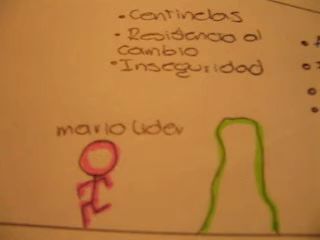 • Centinelas
• Resistencia al
cambio
• Inseguridad
mario lider